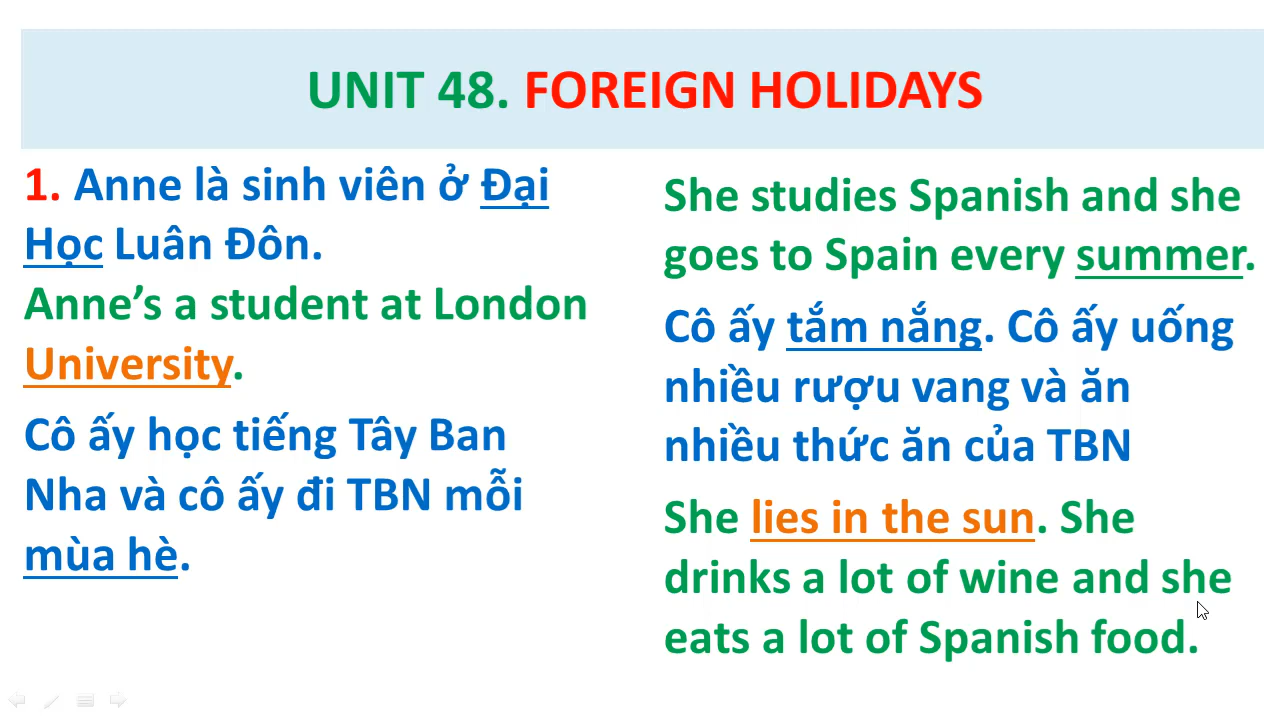 UNIT 48. FOREIGN HOLIDAYS
1. Anne là sinh viên ở Đại
Học Luân Đôn.
Anne’s a student at London
University.
Cô ấy học tiếng Tây Ban
Nha và cô ấy đi TBN mỗi
mùa hè.
She studies Spanish and she
goes to Spain every summer.
Cô ấy tắm nắng. Cô ấy uống
nhiều rượu vang và ăn
nhiều thức ăn của TBN
She lies in the sun. She
drinks a lot of wine and she
eats a lot of Spanish food.